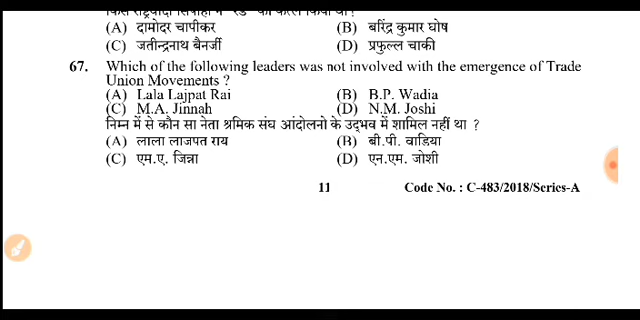 (A) दामोदर चापीकर (B) बरिंद्र कुमार घोष
(C) जतीन्द्रनाथ बैनर्जी (D) प्रफुल्ल चाकी
67. Which of the following leaders was not involved with the emergence of Trade
Union Movements ?
(A) Lala Lajpat Rai (B) B.P. Wadia
(C) M.A. Jinnah (D) N.M. Joshi
निम्न में से कौन सा नेता श्रमिक संघ आंदोलनो के उद्भव में शामिल नहीं था ?
(A) लाला लाजपत राय (B) बी.पी. वाडिया
(C) एम.ए. जिन्ना (D) एन.एम. जोशी
11 Code No. : C-483/2018/Series-A